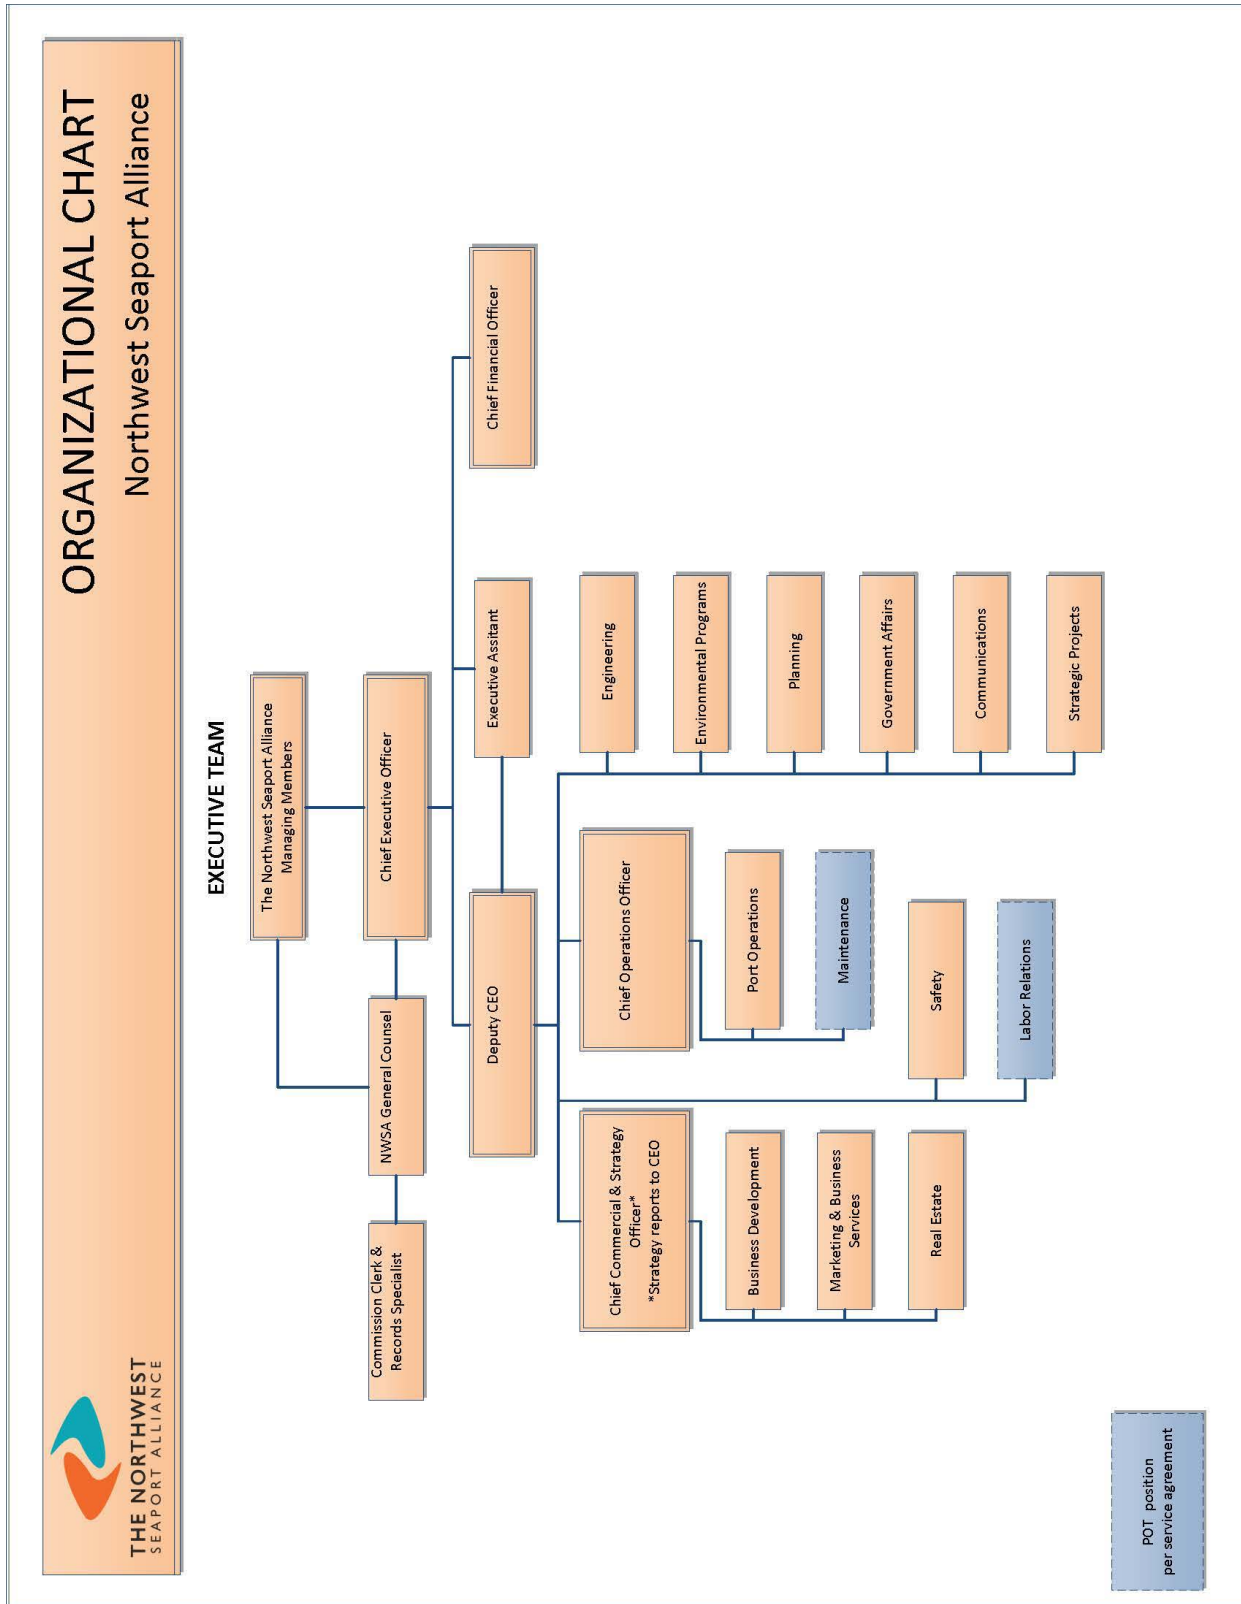 THE NORTHWEST
SEAPORT ALLIANCE
ORGANIZATIONAL CHART
Northwest Seaport Alliance
EXECUTIVE TEAM
The Northwest Seaport Alliance
Managing Members
Commission Clerk &
Records Specialist
NWSA General Counsel
Chief Executive Officer
Deputy CEO
Executive Assitant
Chief Financial Officer
Chief Commercial & Strategy
Officer*
*Strategy reports to CEO
Business Development
Marketing & Business
Services
Real Estate
Chief Operations Officer
Port Operations
Maintenance
Safety
Labor Relations
Engineering
Environmental Programs
Planning
Government Affairs
Communications
Strategic Projects
POT position
per service agreement